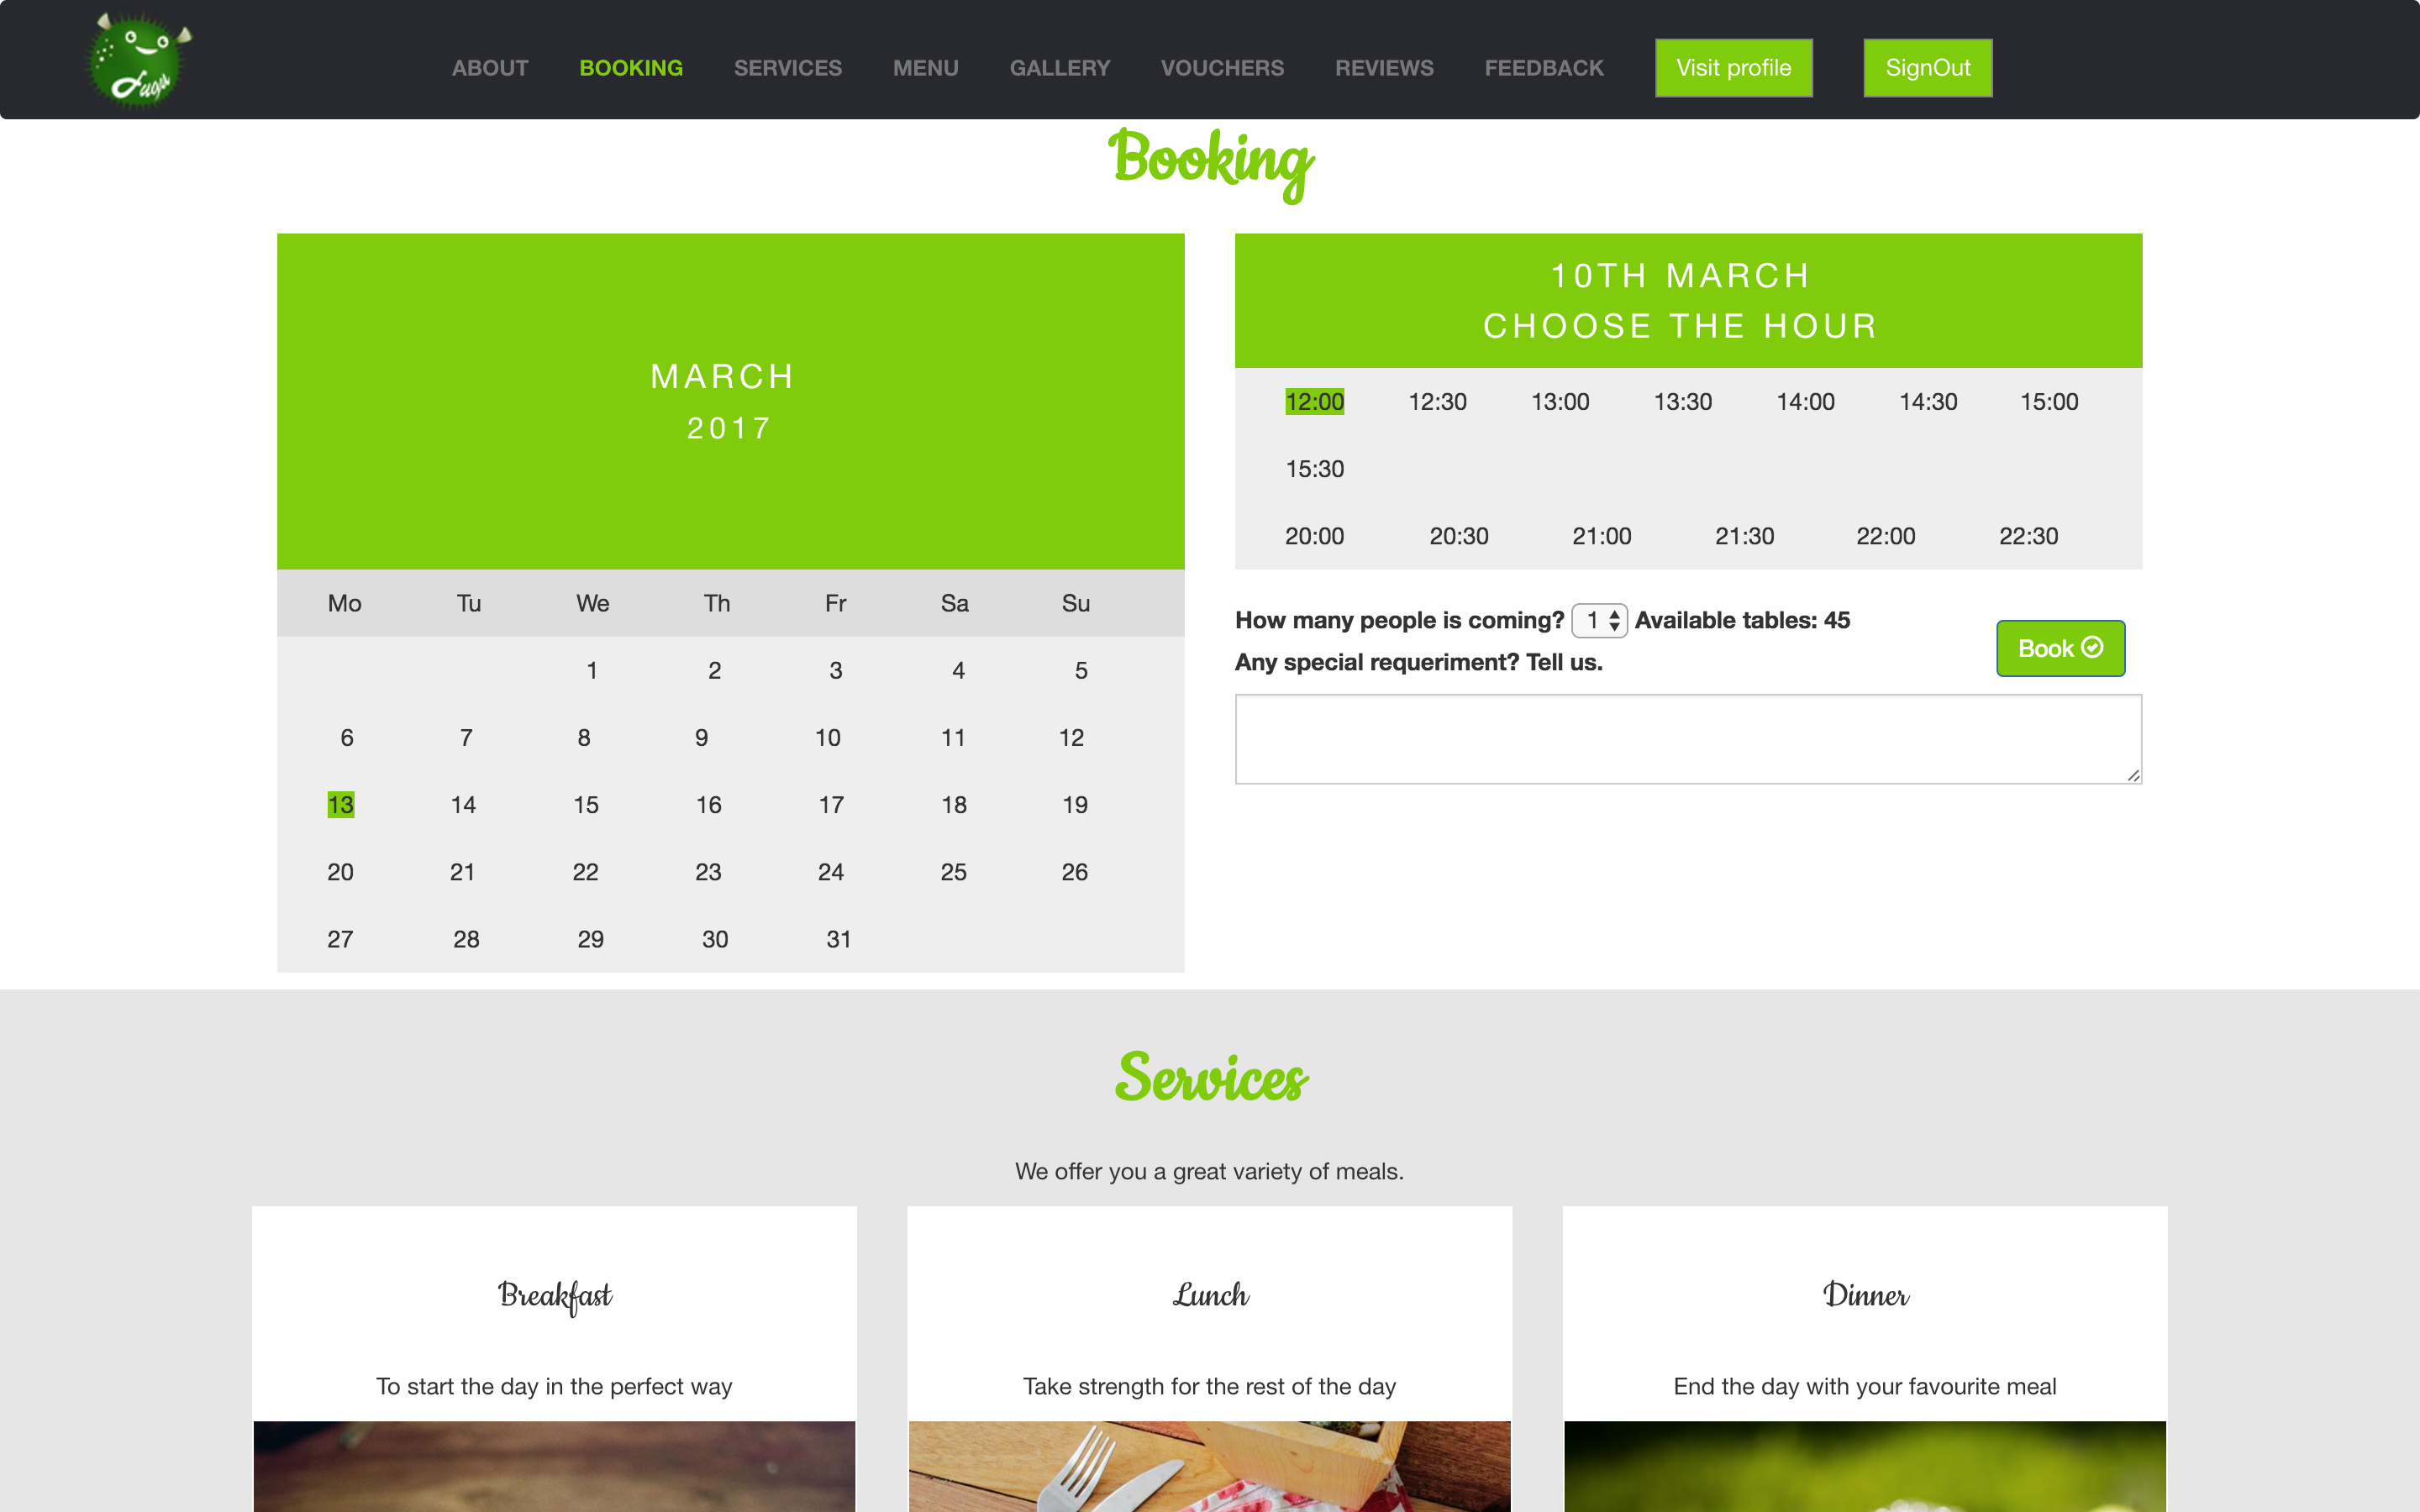 Fugu
ABOUT BOOKING SERVICES MENU GALLERY VOUCHERS REVIEWS FEEDBACK Visit profile SignOut
Booking
MARCH
2017
Mo Tu We Th Fr Sa Su
1 2 3 4 5
6 7 8 9 10 11 12
13 14 15 16 17 18 19
20 21 22 23 24 25 26
27 28 29 30 31
10TH MARCH
CHOOSE THE HOUR
12:00 12:30 13:00 13:30 14:00 14:30 15:00
15:30
20:00 20:30 21:00 21:30 22:00 22:30
How many people is coming? 1 Available tables: 45
Any special requeriment? Tell us.
Book
Services
We offer you a great variety of meals.
Breakfast
To start the day in the perfect way
Lunch
Take strength for the rest of the day
Dinner
End the day with your favourite meal